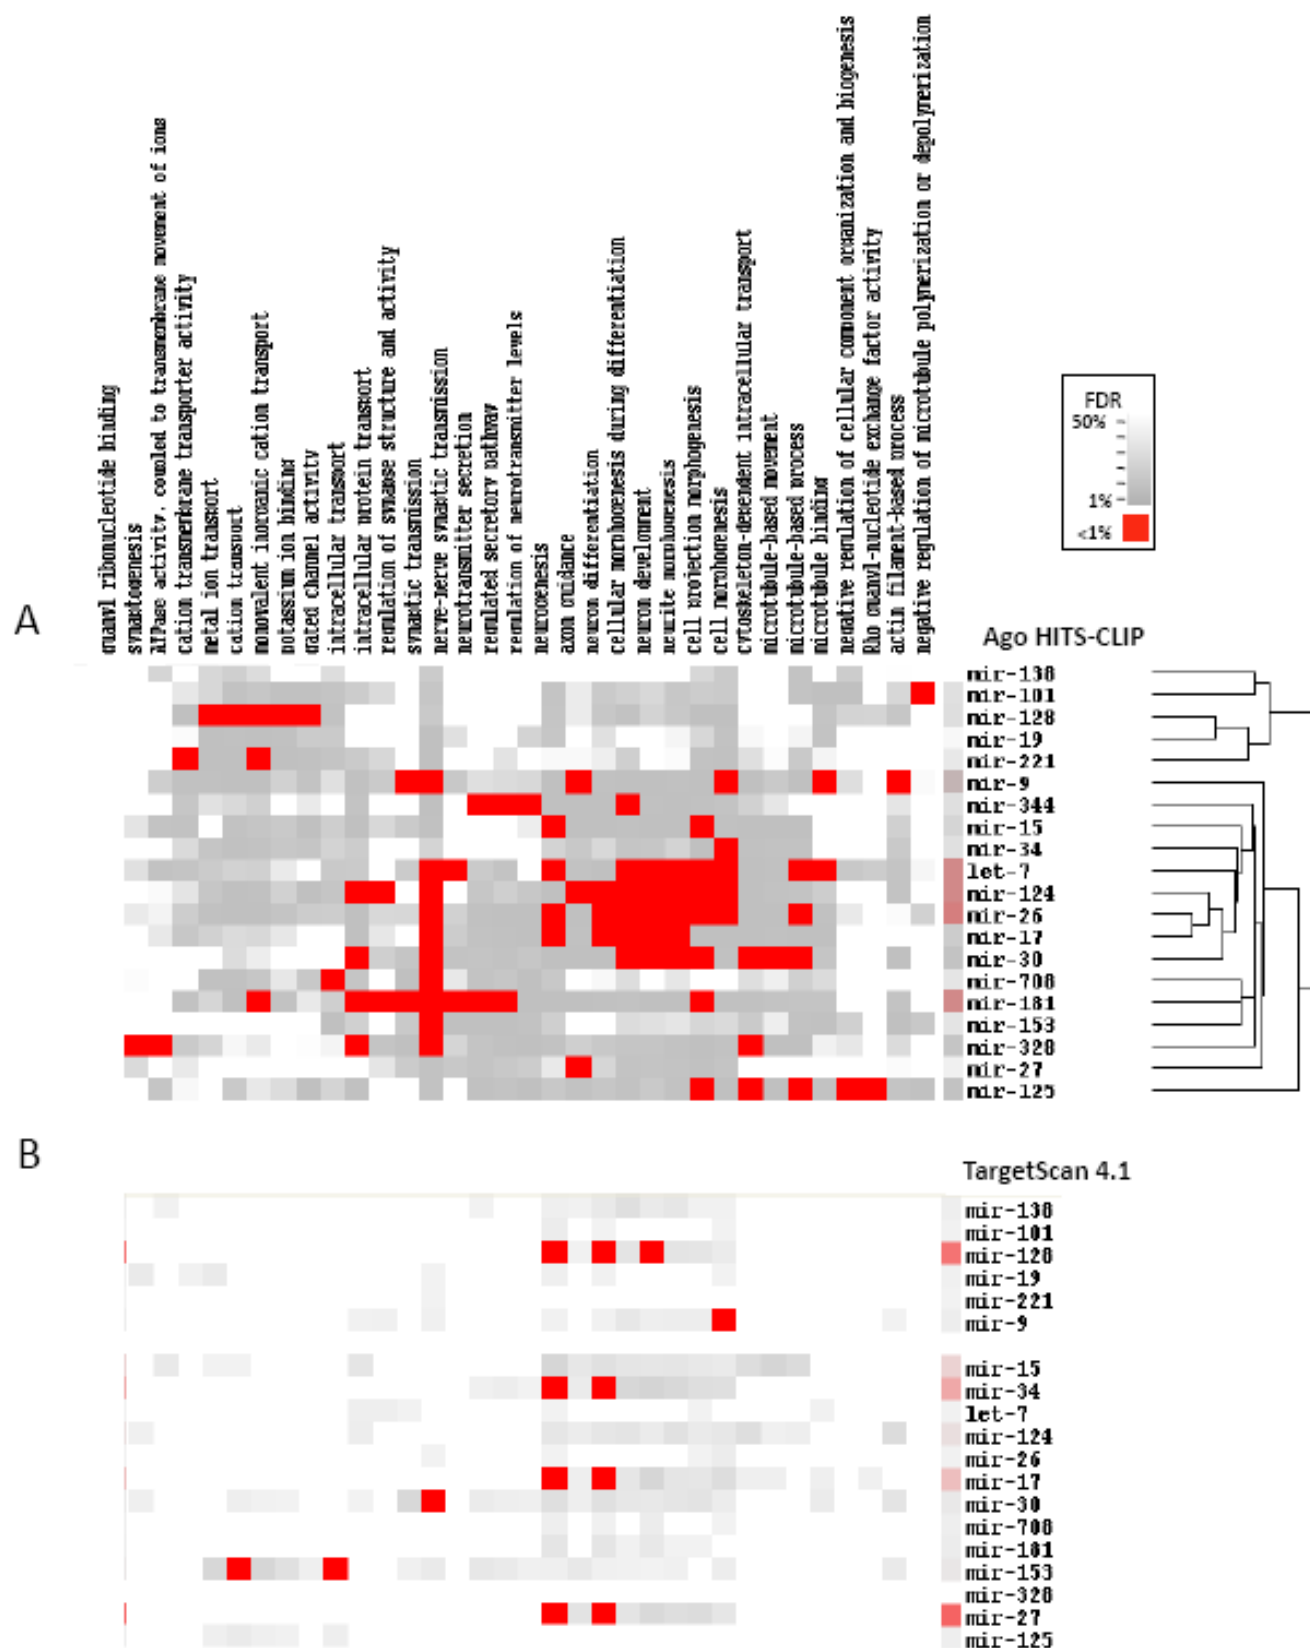 guanyl ribonucleotide binding
synaptogenesis
ATPase activity, coupled to transmembrane movement of ions
cation transmembrane transporter activity
metal ion transport
cation transport
monovalent inorganic cation transport
potassium ion binding
gated channel activity
intracellular transport
intracellular protein transport
regulation of synapse structure and activity
synaptic transmission
nerve-nerve synaptic transmission
neurotransmitter secretion
regulated secretory pathway
regulation of neurotransmitter levels
neurogenesis
axon guidance
neuron differentiation
cellular morphogenesis during differentiation
neuron development
neurite morphogenesis
cell projection morphogenesis
cell morphogenesis
cytoskeleton-dependent intracellular transport
microtubule-based movement
microtubule-based process
microtubule binding
negative regulation of cellular component organization and biogenesis
Rho guanyl-nucleotide exchange factor activity
actin filament-based process
negative regulation of microtubule polymerization or depolymerization
FDR
50%
1%
<1%
A
Ago HITS-CLIP
mir-138
mir-101
mir-128
mir-19
mir-221
mir-9
mir-344
mir-15
mir-34
let-7
mir-124
mir-26
mir-17
mir-30
mir-708
mir-181
mir-153
mir-328
mir-27
mir-125
B
TargetScan 4.1
mir-138
mir-101
mir-128
mir-19
mir-221
mir-9
mir-15
mir-34
let-7
mir-124
mir-26
mir-17
mir-30
mir-708
mir-181
mir-153
mir-328
mir-27
mir-125